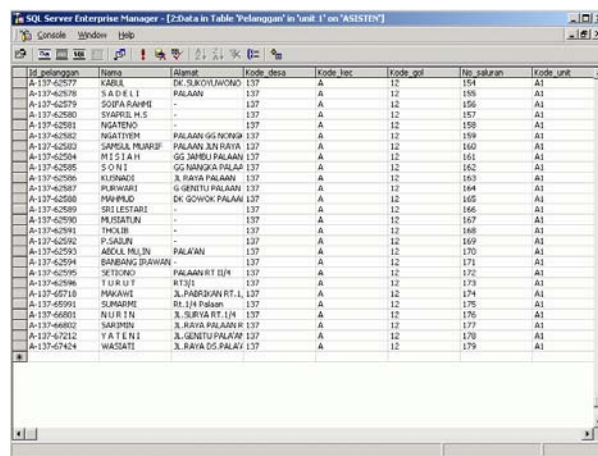 SQL Server Enterprise Manager - [2:Data in Table 'Pelanggan' in 'unit 1' on 'ASISTEN']
Console Window Help
Id_pelanggan Nama Alamat Kode_desa Kode_kec Kode_gol No_saluran Kode_unit
A-137-62577 KABUL DK.SUKOYUWONO 137 A 12 154 A1
A-137-62578 S A D E L I PALAAN 137 A 12 155 A1
A-137-62579 SOIFA RAHMI - 137 A 12 156 A1
A-137-62580 SYAPRIL H.S - 137 A 12 157 A1
A-137-62581 NGATENO - 137 A 12 158 A1
A-137-62582 NGATIYEM PALAAN GG NONGK 137 A 12 159 A1
A-137-62583 SAMSUL MUARIF PALAAN JLN RAYA 137 A 12 160 A1
A-137-62584 M I S I A H GG JAMBU PALAAN 137 A 12 161 A1
A-137-62585 S O N I GG NANGKA PALAA 137 A 12 162 A1
A-137-62586 KUSNADI JL RAYA PALAAN 137 A 12 163 A1
A-137-62587 PURWARI G GENITU PALAAN 137 A 12 164 A1
A-137-62588 MAHMUD DK GOWOK PALAAI 137 A 12 165 A1
A-137-62589 SRI LESTARI - 137 A 12 166 A1
A-137-62590 MUSIATUN - 137 A 12 167 A1
A-137-62591 THOLIB - 137 A 12 168 A1
A-137-62592 P.SAIUN - 137 A 12 169 A1
A-137-62593 ABDUL MU,IN PALA'AN 137 A 12 170 A1
A-137-62594 BANBANG IRAWAN - 137 A 12 171 A1
A-137-62595 SETIONO PALAAN RT II/4 137 A 12 172 A1
A-137-62596 T U R U T RT3/1 137 A 12 173 A1
A-137-65718 MAKAWI JL.PABRIKAN RT.1, 137 A 12 174 A1
A-137-65991 SUMARMI Rt.1/4 Palaan 137 A 12 175 A1
A-137-66801 N U R I N JL.SURYA RT.1/4 137 A 12 176 A1
A-137-66802 SARIMIN JL.RAYA PALAAN R 137 A 12 177 A1
A-137-67212 Y A T E N I JL.GENITU PALA'AN 137 A 12 178 A1
A-137-67424 WASIATI JL.RAYA DS.PALA'A 137 A 12 179 A1